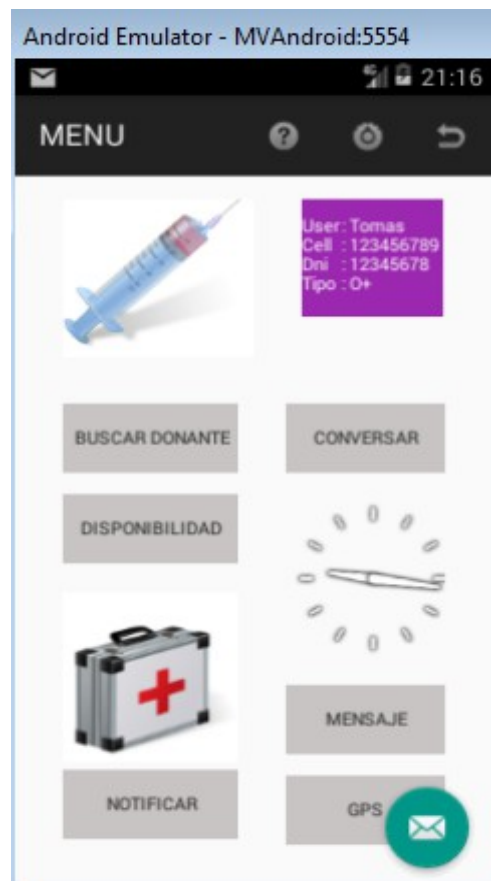 Android Emulator - MVAndroid:5554
4G 21:16
MENU
User: Tomas
Cell : 123456789
Dni : 12345678
Tipo : O+
BUSCAR DONANTE
CONVERSAR
DISPONIBILIDAD
MENSAJE
NOTIFICAR
GPS